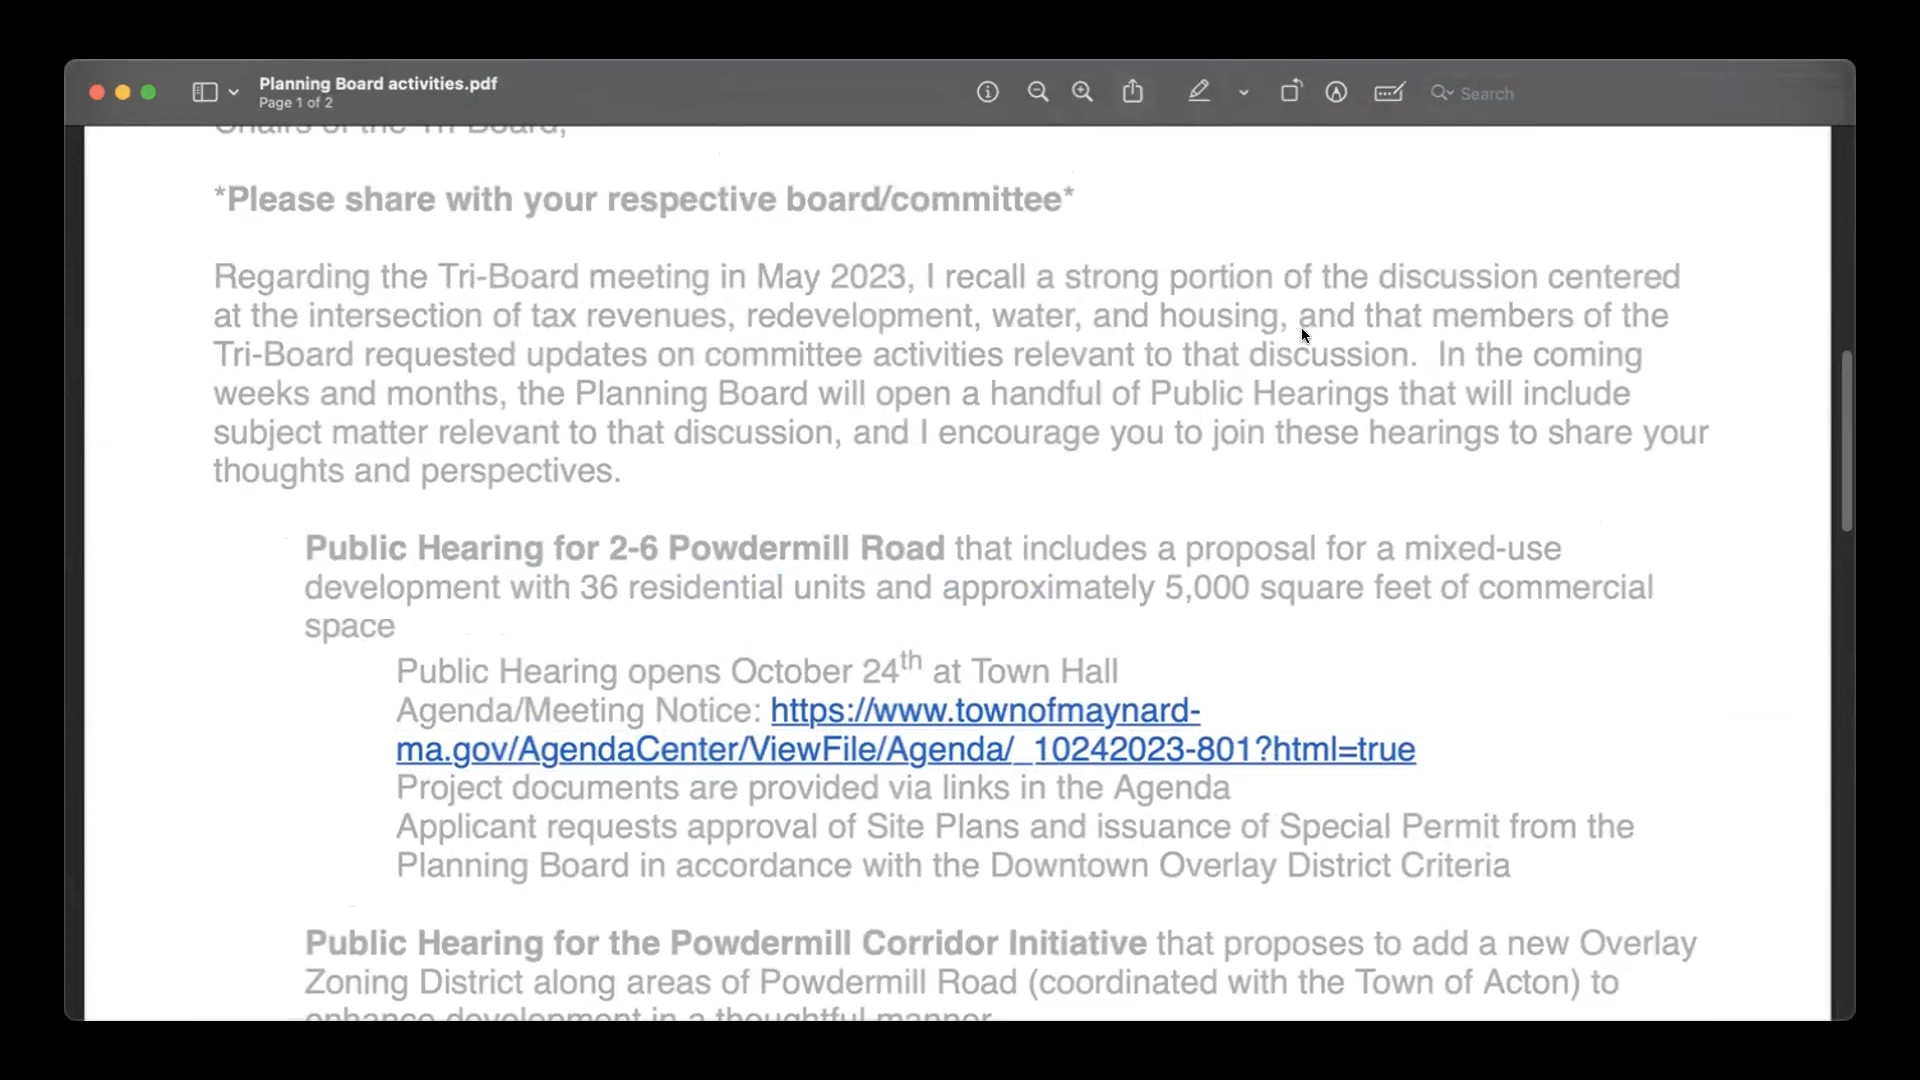 Planning Board activities.pdf
Page 1 of 2
Search
Chairs of the Tri-Board,
*Please share with your respective board/committee*
Regarding the Tri-Board meeting in May 2023, I recall a strong portion of the discussion centered
at the intersection of tax revenues, redevelopment, water, and housing, and that members of the
Tri-Board requested updates on committee activities relevant to that discussion.  In the coming
weeks and months, the Planning Board will open a handful of Public Hearings that will include
subject matter relevant to that discussion, and I encourage you to join these hearings to share your
thoughts and perspectives.
Public Hearing for 2-6 Powdermill Road that includes a proposal for a mixed-use
development with 36 residential units and approximately 5,000 square feet of commercial
space
Public Hearing opens October 24th at Town Hall
Agenda/Meeting Notice: https://www.townofmaynard-
ma.gov/AgendaCenter/ViewFile/Agenda/_10242023-801?html=true
Project documents are provided via links in the Agenda
Applicant requests approval of Site Plans and issuance of Special Permit from the
Planning Board in accordance with the Downtown Overlay District Criteria
Public Hearing for the Powdermill Corridor Initiative that proposes to add a new Overlay
Zoning District along areas of Powdermill Road (coordinated with the Town of Acton) to
enhance development in a thoughtful manner